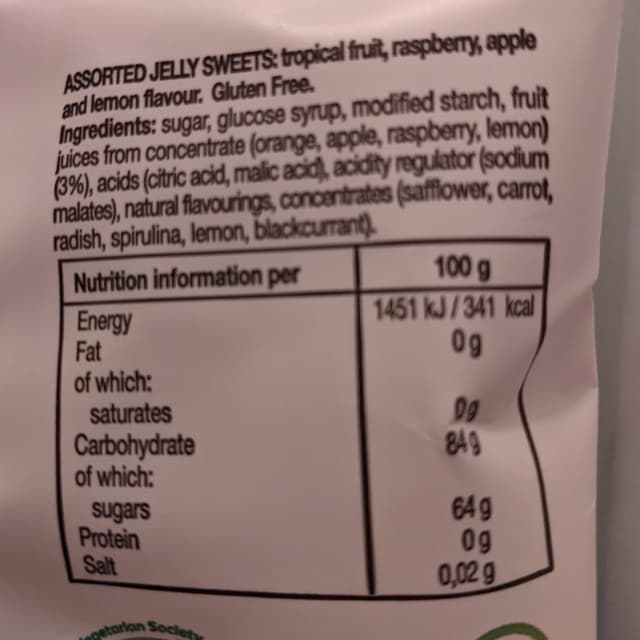 ASSORTED JELLY SWEETS: tropical fruit, raspberry, apple
and lemon flavour. Gluten Free.
Ingredients: sugar, glucose syrup, modified starch, fruit
juices from concentrate (orange, apple, raspberry, lemon)
(3%), acids (citric acid, malic acid), acidity regulator (sodium
malates), natural flavourings, concentrates (safflower, carrot,
radish, spirulina, lemon, blackcurrant).
Nutrition information per 100 g
Energy 1451 kJ / 341 kcal
Fat 0 g
of which:
saturates 0g
Carbohydrate 84 g
of which:
sugars 64 g
Protein 0 g
Salt 0,02 g
Society